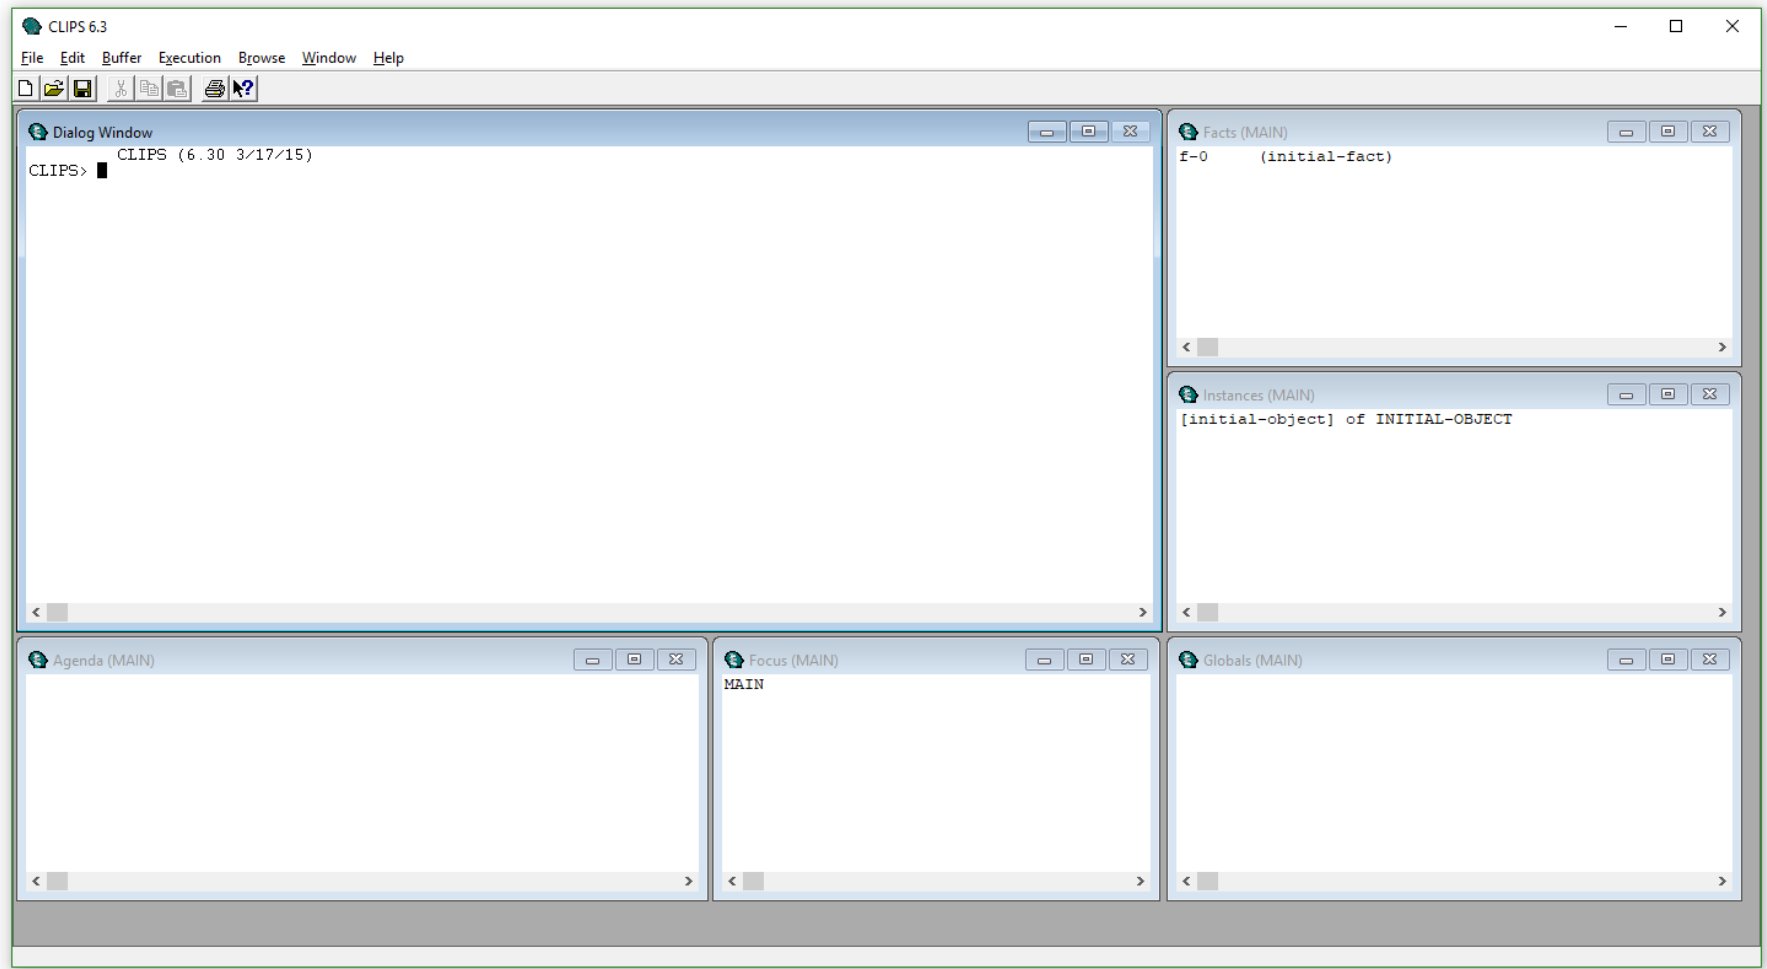 CLIPS 6.3
File Edit Buffer Execution Browse Window Help
Dialog Window
CLIPS (6.30 3/17/15)
CLIPS>
Facts (MAIN)
f-0 (initial-fact)
Instances (MAIN)
[initial-object] of INITIAL-OBJECT
Agenda (MAIN)
Focus (MAIN)
MAIN
Globals (MAIN)